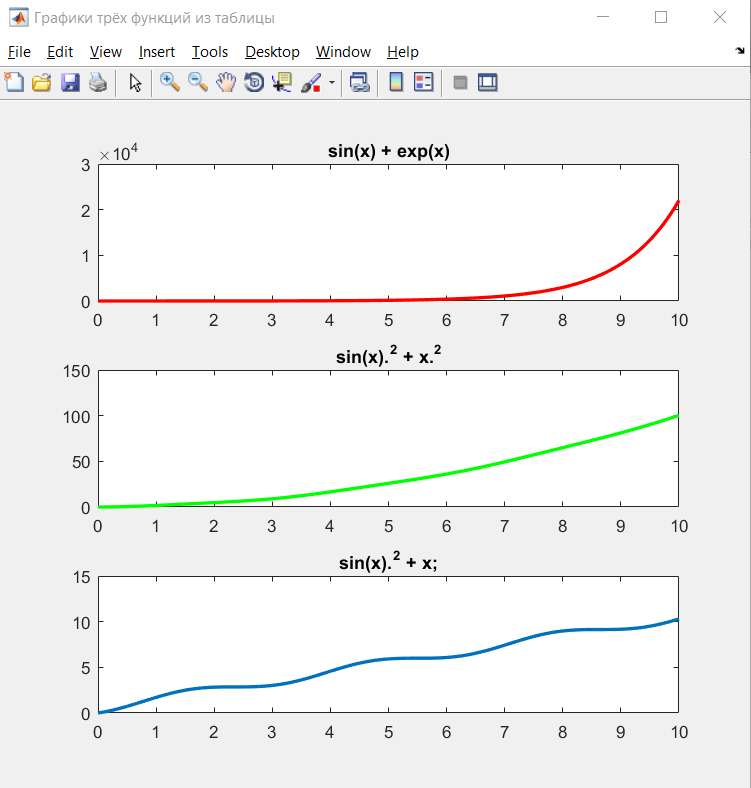 Графики трёх функций из таблицы
File Edit View Insert Tools Desktop Window Help
sin(x) + exp(x)
×10⁴
3
2
1
0
0 1 2 3 4 5 6 7 8 9 10
sin(x).² + x.²
150
100
50
0
0 1 2 3 4 5 6 7 8 9 10
sin(x).² + x;
15
10
5
0
0 1 2 3 4 5 6 7 8 9 10